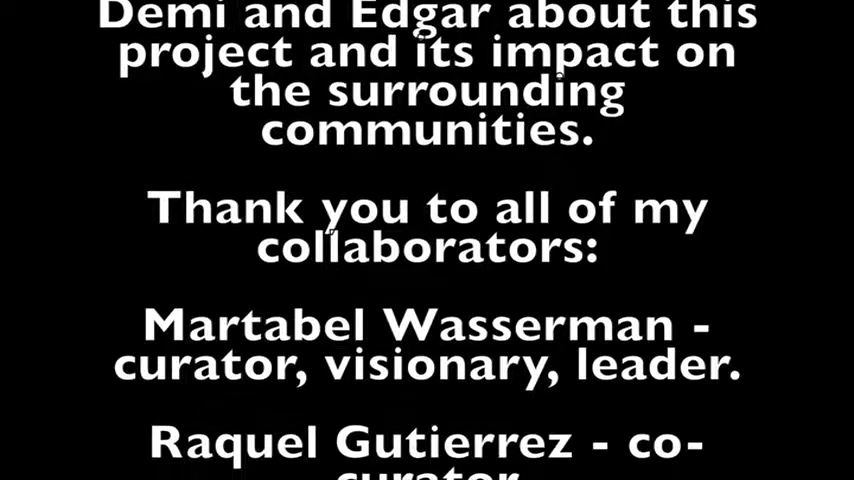 Demi and Edgar about this
project and its impact on
the surrounding
communities.
Thank you to all of my
collaborators:
Martabel Wasserman -
curator, visionary, leader.
Raquel Gutierrez - co-
curator